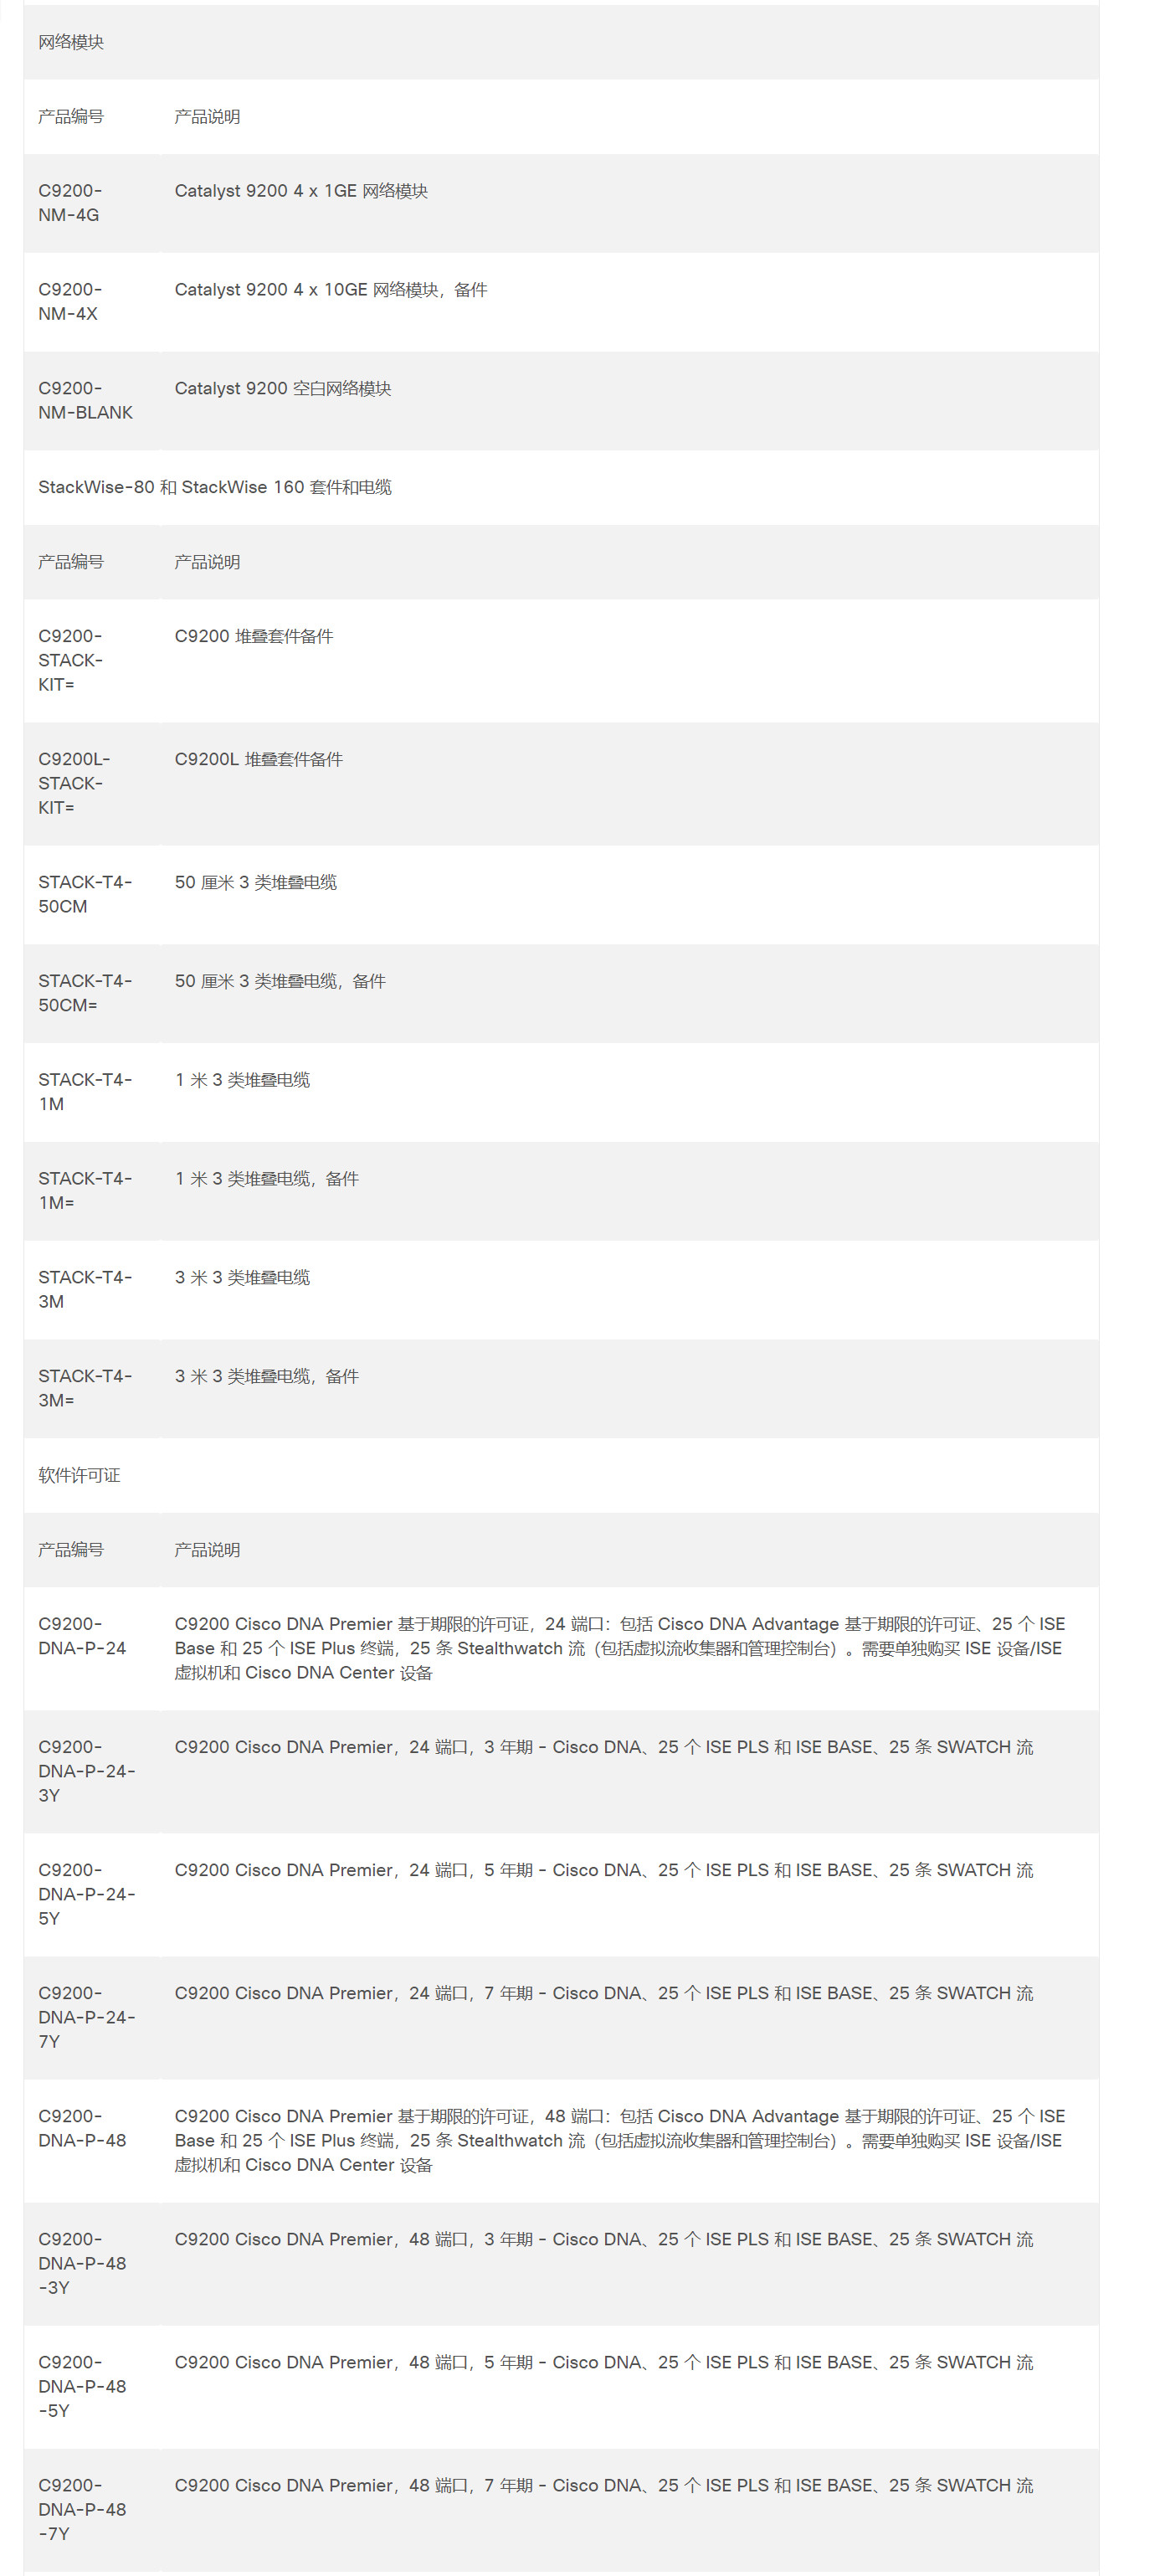 网络模块
产品编号 产品说明
C9200- Catalyst 9200 4 x 1GE 网络模块
NM-4G
C9200- Catalyst 9200 4 x 10GE 网络模块，备件
NM-4X
C9200- Catalyst 9200 空白网络模块
NM-BLANK
StackWise-80 和 StackWise 160 套件和电缆
产品编号 产品说明
C9200- C9200 堆叠套件备件
STACK-
KIT=
C9200L- C9200L 堆叠套件备件
STACK-
KIT=
STACK-T4- 50 厘米 3 类堆叠电缆
50CM
STACK-T4- 50 厘米 3 类堆叠电缆，备件
50CM=
STACK-T4- 1 米 3 类堆叠电缆
1M
STACK-T4- 1 米 3 类堆叠电缆，备件
1M=
STACK-T4- 3 米 3 类堆叠电缆
3M
STACK-T4- 3 米 3 类堆叠电缆，备件
3M=
软件许可证
产品编号 产品说明
C9200- C9200 Cisco DNA Premier 基于期限的许可证，24 端口：包括 Cisco DNA Advantage 基于期限的许可证、25 个 ISE
DNA-P-24 Base 和 25 个 ISE Plus 终端，25 条 Stealthwatch 流（包括虚拟流收集器和管理控制台）。需要单独购买 ISE 设备/ISE
虚拟机和 Cisco DNA Center 设备
C9200- C9200 Cisco DNA Premier，24 端口，3 年期 - Cisco DNA、25 个 ISE PLS 和 ISE BASE、25 条 SWATCH 流
DNA-P-24-
3Y
C9200- C9200 Cisco DNA Premier，24 端口，5 年期 - Cisco DNA、25 个 ISE PLS 和 ISE BASE、25 条 SWATCH 流
DNA-P-24-
5Y
C9200- C9200 Cisco DNA Premier，24 端口，7 年期 - Cisco DNA、25 个 ISE PLS 和 ISE BASE、25 条 SWATCH 流
DNA-P-24-
7Y
C9200- C9200 Cisco DNA Premier 基于期限的许可证，48 端口：包括 Cisco DNA Advantage 基于期限的许可证、25 个 ISE
DNA-P-48 Base 和 25 个 ISE Plus 终端，25 条 Stealthwatch 流（包括虚拟流收集器和管理控制台）。需要单独购买 ISE 设备/ISE
虚拟机和 Cisco DNA Center 设备
C9200- C9200 Cisco DNA Premier，48 端口，3 年期 - Cisco DNA、25 个 ISE PLS 和 ISE BASE、25 条 SWATCH 流
DNA-P-48
-3Y
C9200- C9200 Cisco DNA Premier，48 端口，5 年期 - Cisco DNA、25 个 ISE PLS 和 ISE BASE、25 条 SWATCH 流
DNA-P-48
-5Y
C9200- C9200 Cisco DNA Premier，48 端口，7 年期 - Cisco DNA、25 个 ISE PLS 和 ISE BASE、25 条 SWATCH 流
DNA-P-48
-7Y